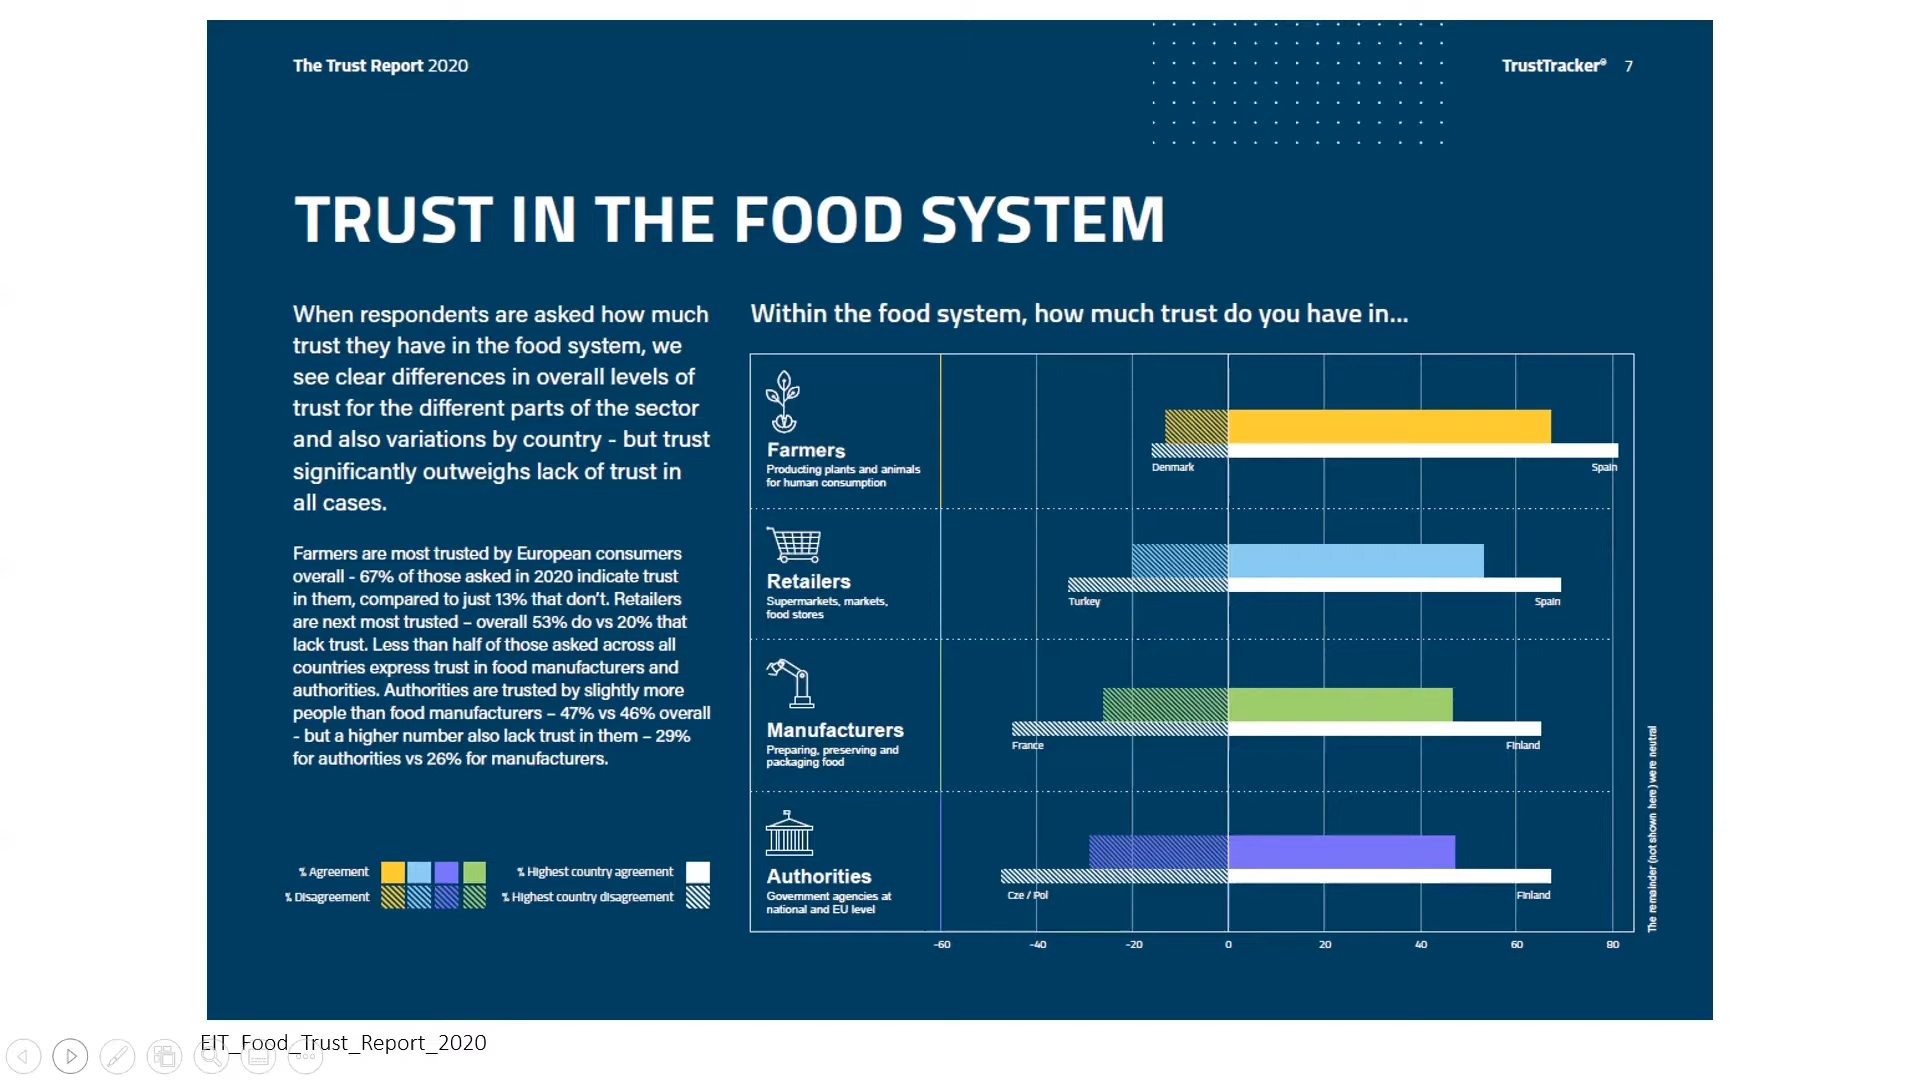 The Trust Report 2020
TrustTracker® 7
TRUST IN THE FOOD SYSTEM
When respondents are asked how much
trust they have in the food system, we
see clear differences in overall levels of
trust for the different parts of the sector
and also variations by country - but trust
significantly outweighs lack of trust in
all cases.
Farmers are most trusted by European consumers
overall - 67% of those asked in 2020 indicate trust
in them, compared to just 13% that don't. Retailers
are next most trusted – overall 53% do vs 20% that
lack trust. Less than half of those asked across all
countries express trust in food manufacturers and
authorities. Authorities are trusted by slightly more
people than food manufacturers – 47% vs 46% overall
- but a higher number also lack trust in them – 29%
for authorities vs 26% for manufacturers.
% Agreement
% Highest country agreement
% Disagreement
% Highest country disagreement
Within the food system, how much trust do you have in...
Farmers
Producting plants and animals
for human consumption
Denmark
Spain
Retailers
Supermarkets, markets,
food stores
Turkey
Spain
Manufacturers
Preparing, preserving and
packaging food
France
Finland
Authorities
Government agencies at
national and EU level
Cze / Pol
Finland
-60 -40 -20 0 20 40 60 80
The remainder (not shown here) were neutral
EIT_Food_Trust_Report_2020